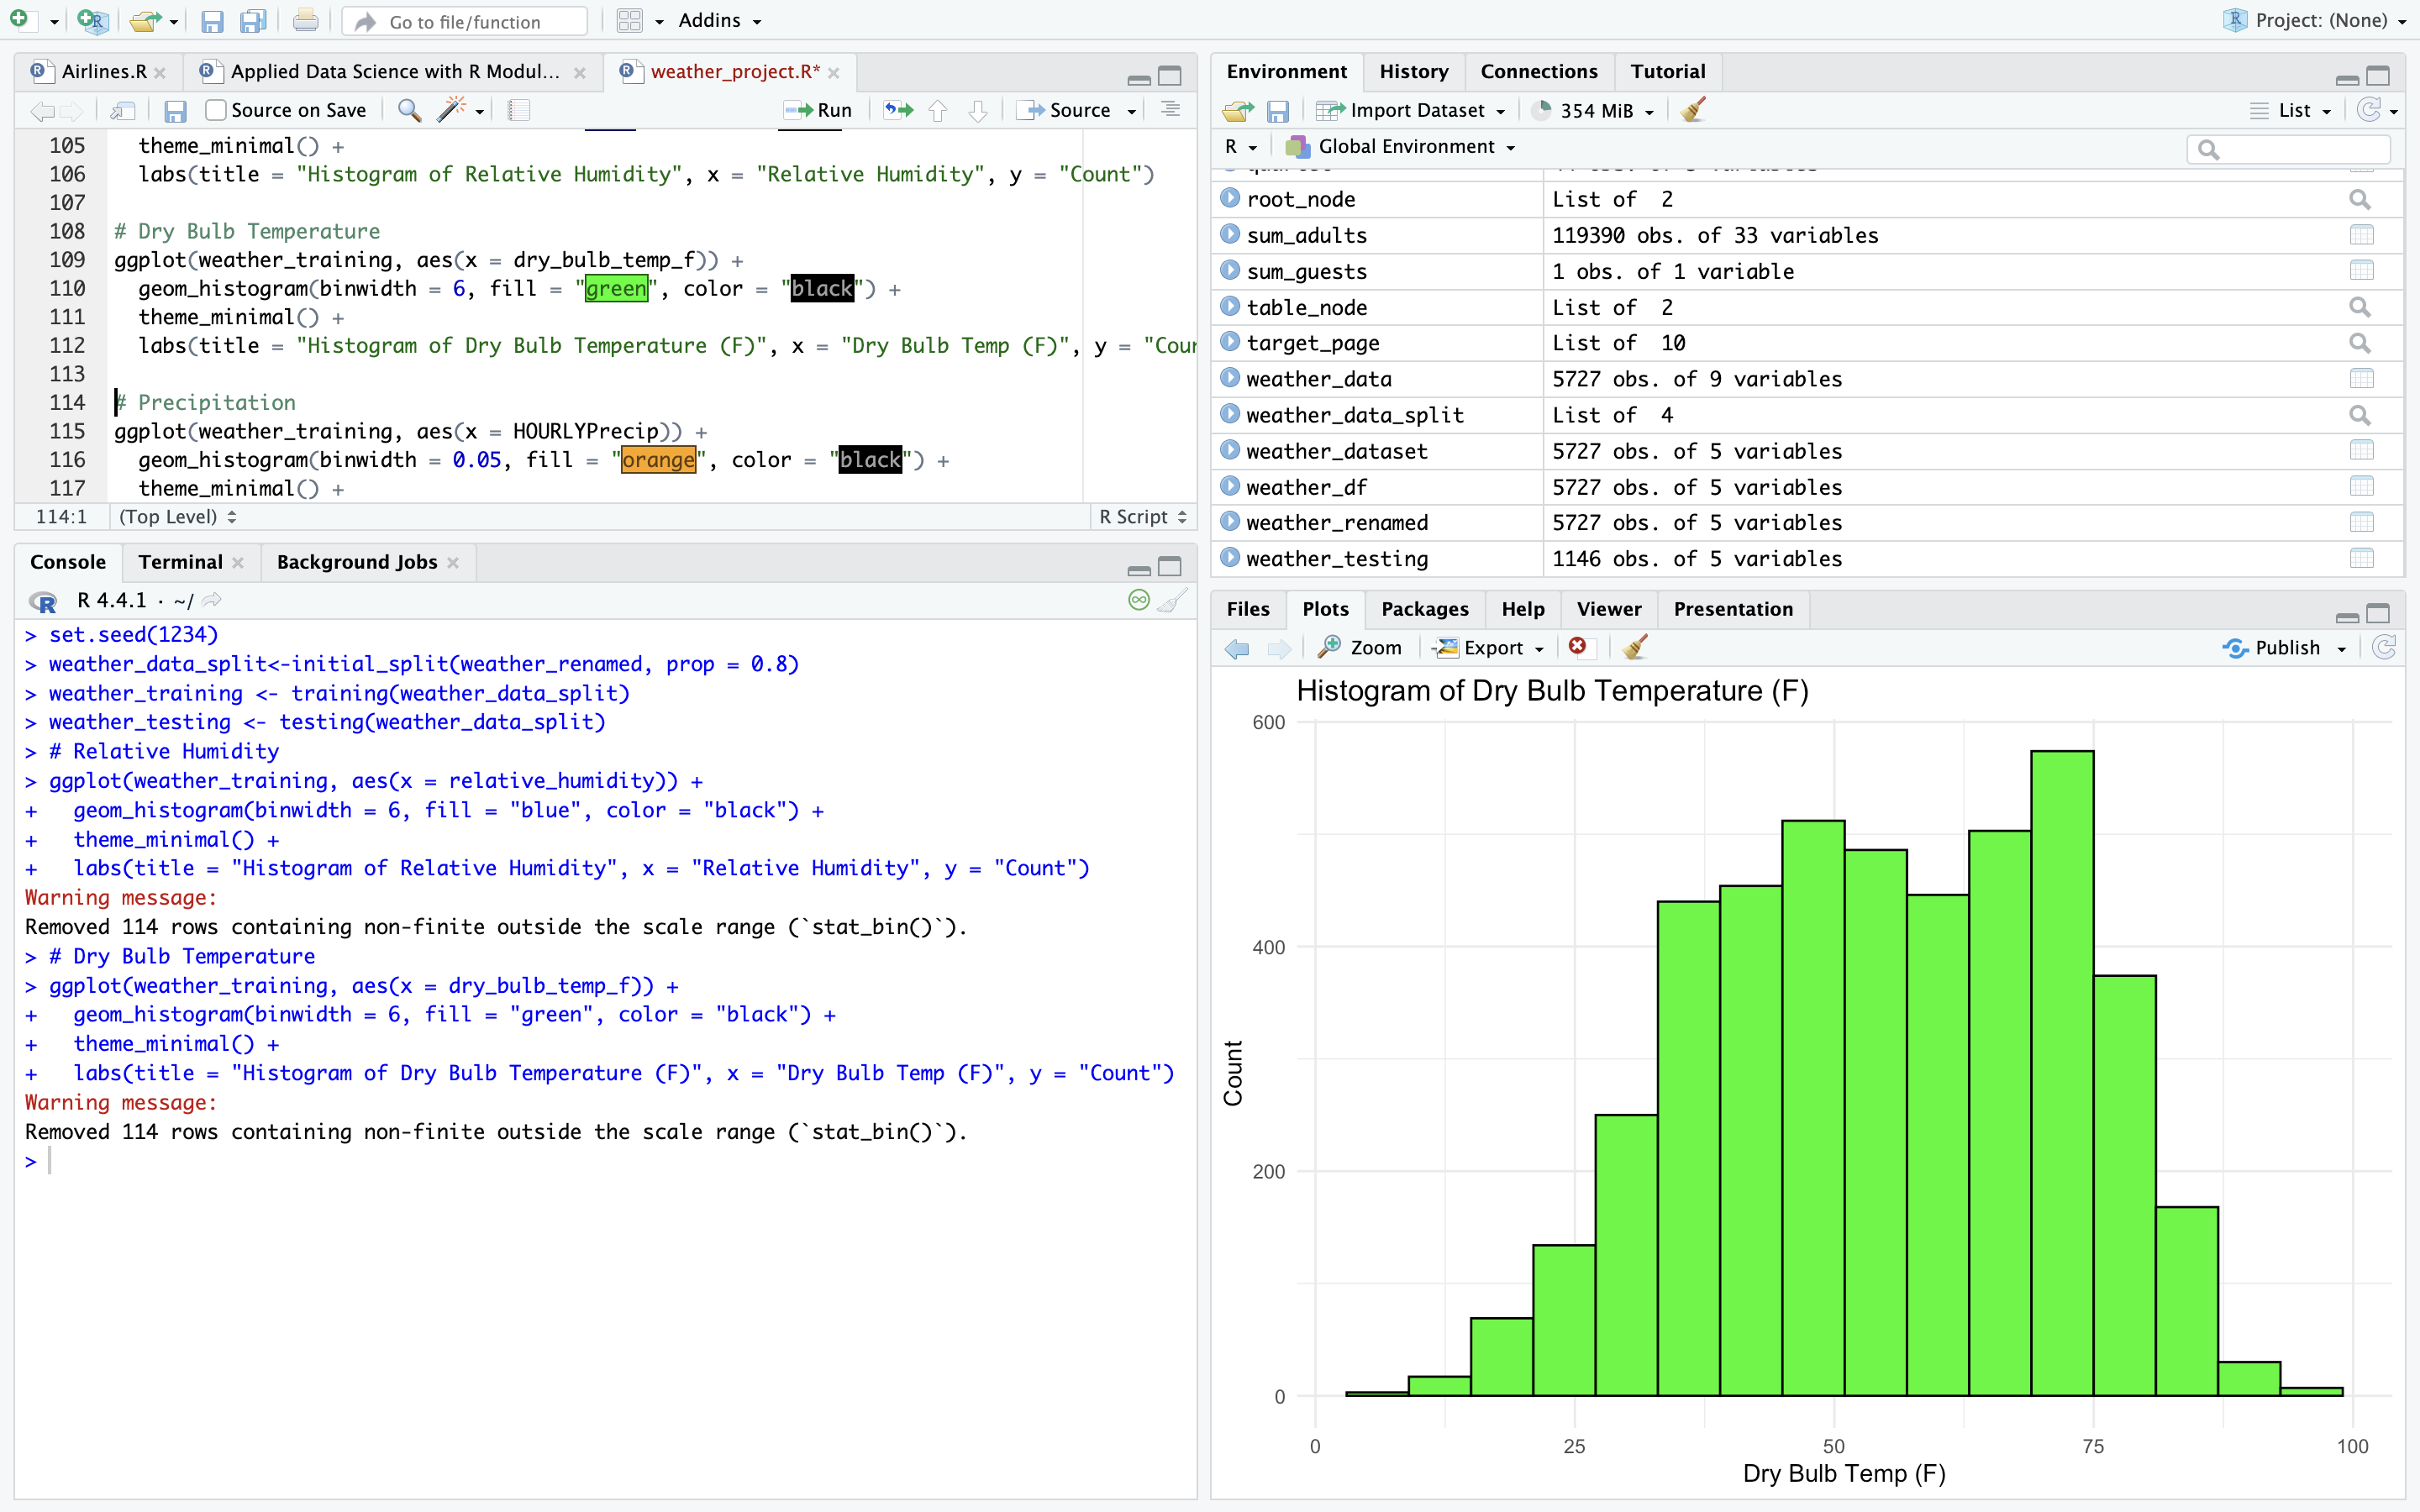 Go to file/function
Addins
Project: (None)
Airlines.R
Applied Data Science with R Modul...
weather_project.R*
Source on Save
Run
Source
105 theme_minimal() +
106 labs(title = "Histogram of Relative Humidity", x = "Relative Humidity", y = "Count")
107
108 # Dry Bulb Temperature
109 ggplot(weather_training, aes(x = dry_bulb_temp_f)) +
110 geom_histogram(binwidth = 6, fill = "green", color = "black") +
111 theme_minimal() +
112 labs(title = "Histogram of Dry Bulb Temperature (F)", x = "Dry Bulb Temp (F)", y = "Cour
113
114 # Precipitation
115 ggplot(weather_training, aes(x = HOURLYPrecip)) +
116 geom_histogram(binwidth = 0.05, fill = "orange", color = "black") +
117 theme_minimal() +
114:1 (Top Level) R Script
Console Terminal Background Jobs
R 4.4.1 · ~/
> set.seed(1234)
> weather_data_split<-initial_split(weather_renamed, prop = 0.8)
> weather_training <- training(weather_data_split)
> weather_testing <- testing(weather_data_split)
> # Relative Humidity
> ggplot(weather_training, aes(x = relative_humidity)) +
+ geom_histogram(binwidth = 6, fill = "blue", color = "black") +
+ theme_minimal() +
+ labs(title = "Histogram of Relative Humidity", x = "Relative Humidity", y = "Count")
Warning message:
Removed 114 rows containing non-finite outside the scale range (`stat_bin()`).
> # Dry Bulb Temperature
> ggplot(weather_training, aes(x = dry_bulb_temp_f)) +
+ geom_histogram(binwidth = 6, fill = "green", color = "black") +
+ theme_minimal() +
+ labs(title = "Histogram of Dry Bulb Temperature (F)", x = "Dry Bulb Temp (F)", y = "Count")
Warning message:
Removed 114 rows containing non-finite outside the scale range (`stat_bin()`).
>
Environment History Connections Tutorial
Import Dataset 354 MiB List
R Global Environment
root_node List of 2
sum_adults 119390 obs. of 33 variables
sum_guests 1 obs. of 1 variable
table_node List of 2
target_page List of 10
weather_data 5727 obs. of 9 variables
weather_data_split List of 4
weather_dataset 5727 obs. of 5 variables
weather_df 5727 obs. of 5 variables
weather_renamed 5727 obs. of 5 variables
weather_testing 1146 obs. of 5 variables
Files Plots Packages Help Viewer Presentation
Zoom Export Publish
Histogram of Dry Bulb Temperature (F)
600
400
200
0
Count
0 25 50 75 100
Dry Bulb Temp (F)